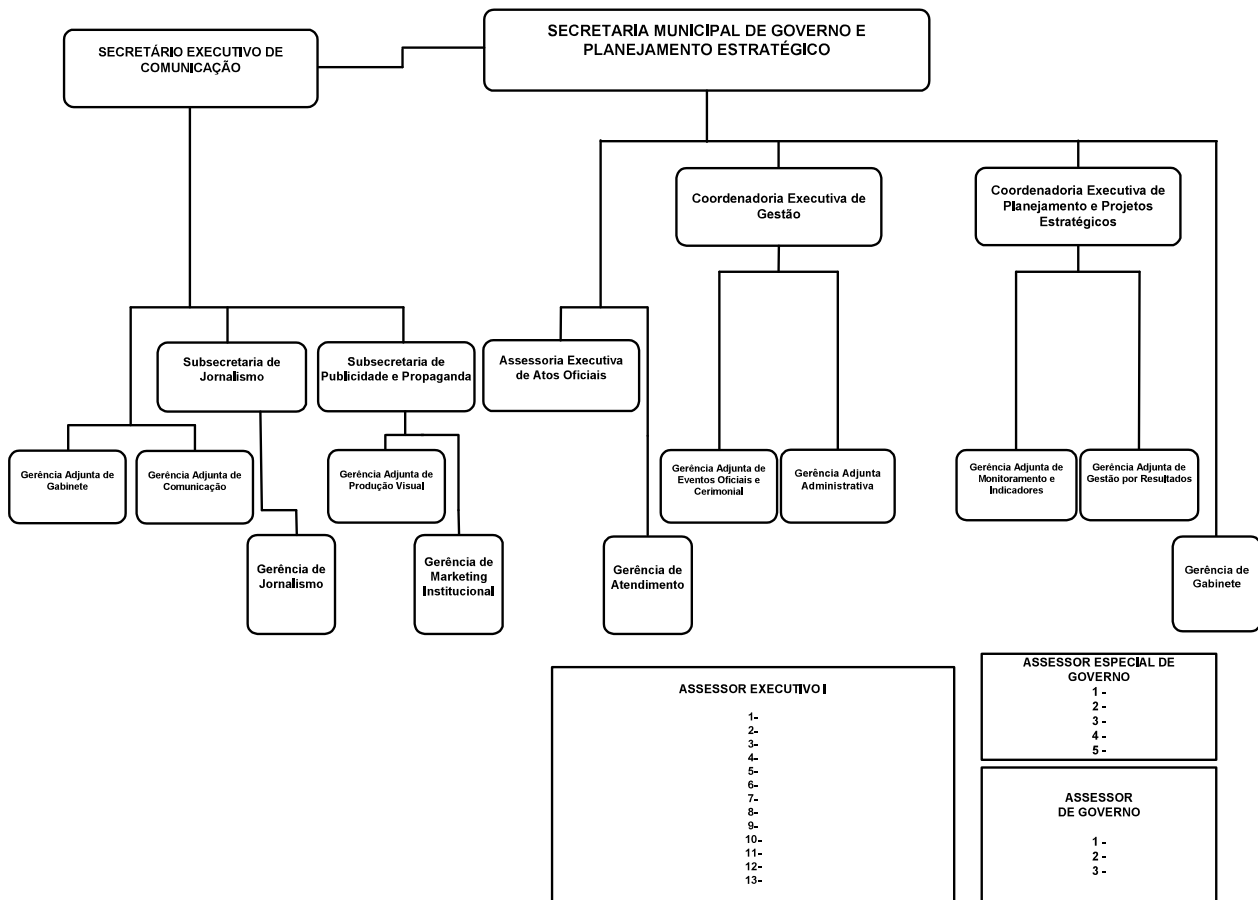 SECRETARIA MUNICIPAL DE GOVERNO E
PLANEJAMENTO ESTRATÉGICO
SECRETÁRIO EXECUTIVO DE
COMUNICAÇÃO
Coordenadoria Executiva de
Gestão
Coordenadoria Executiva de
Planejamento e Projetos
Estratégicos
Subsecretaria de
Jornalismo
Subsecretaria de
Publicidade e Propaganda
Assessoria Executiva
de Atos Oficiais
Gerência Adjunta de
Gabinete
Gerência Adjunta de
Comunicação
Gerência Adjunta de
Produção Visual
Gerência Adjunta de
Eventos Oficiais e
Cerimonial
Gerência Adjunta
Administrativa
Gerência Adjunta de
Monitoramento e
Indicadores
Gerência Adjunta de
Gestão por Resultados
Gerência de
Jornalismo
Gerência de
Marketing
Institucional
Gerência de
Atendimento
Gerência de
Gabinete
ASSESSOR EXECUTIVO I
1-
2-
3-
4-
5-
6-
7-
8-
9-
10-
11-
12-
13-
ASSESSOR ESPECIAL DE
GOVERNO
1 -
2 -
3 -
4 -
5 -
ASSESSOR
DE GOVERNO
1 -
2 -
3 -